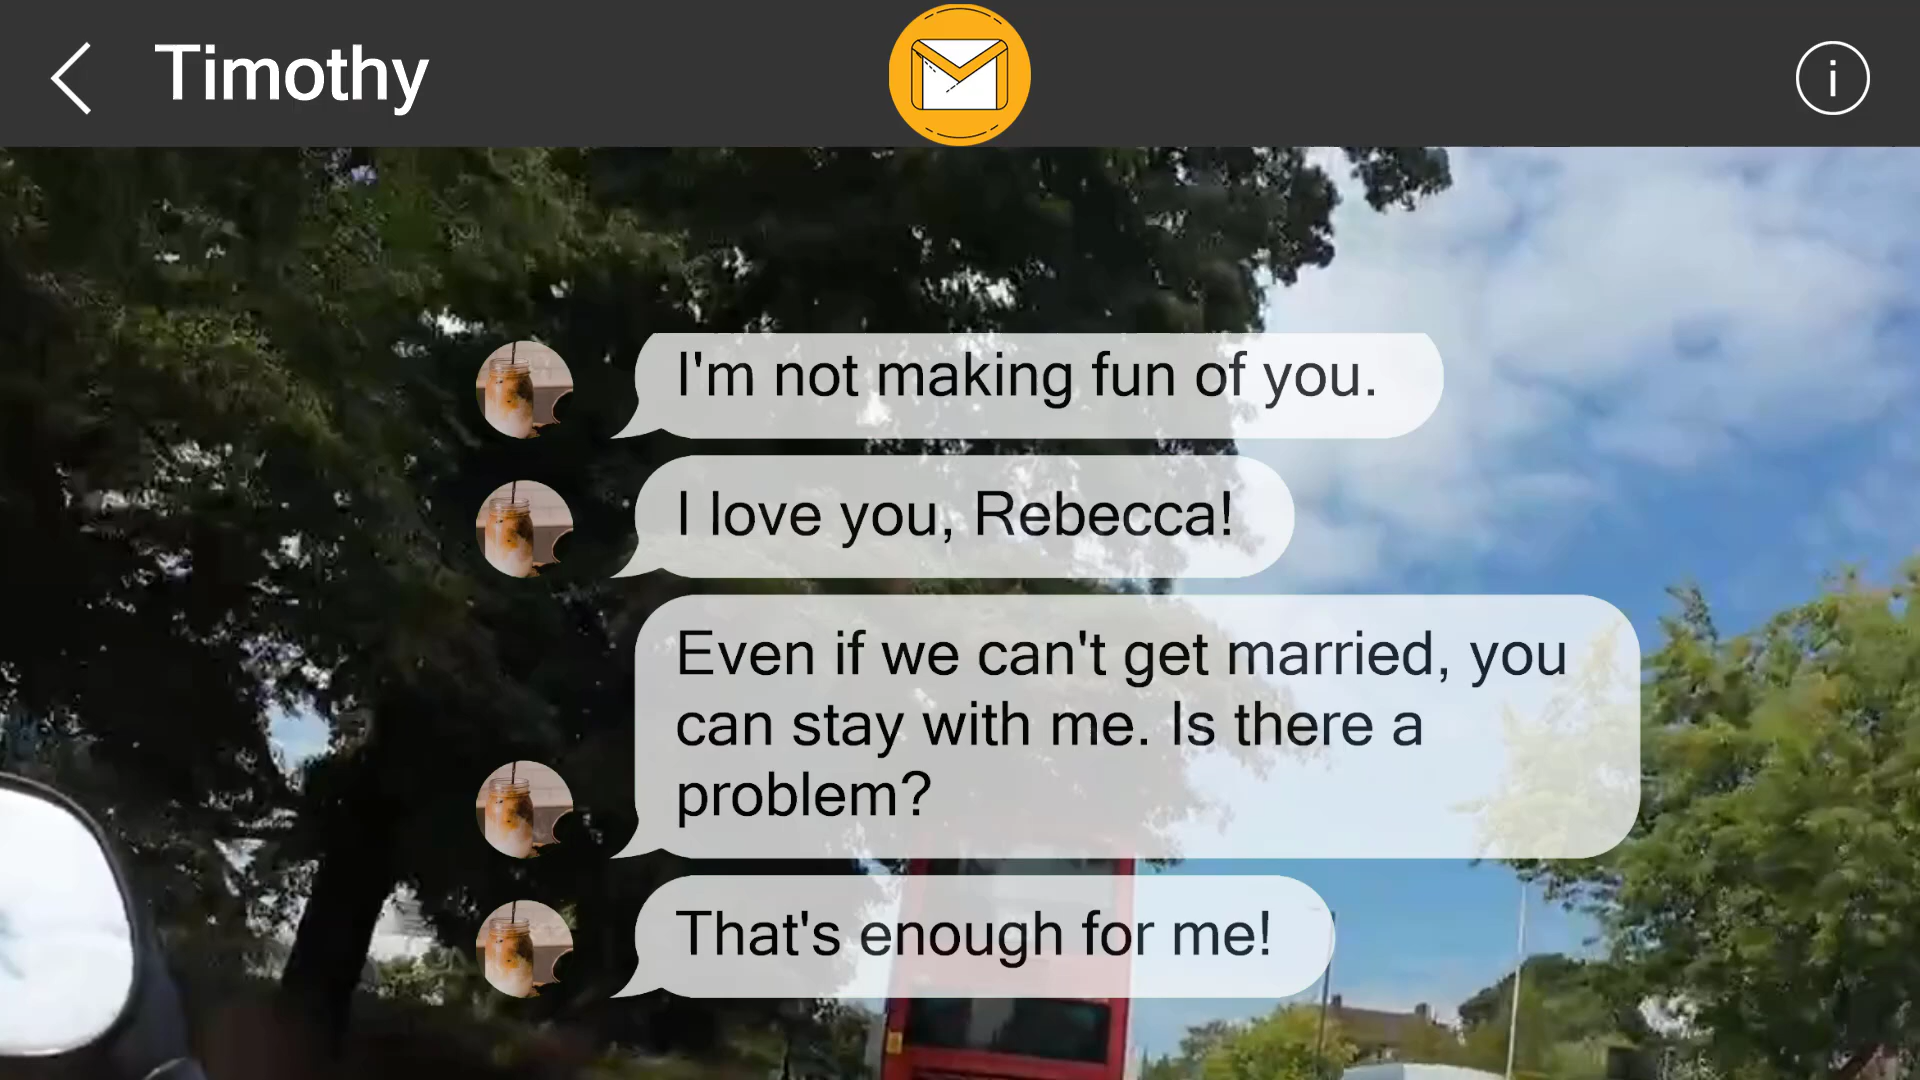 Timothy
i
I'm not making fun of you.
I love you, Rebecca!
Even if we can't get married, you
can stay with me. Is there a
problem?
That's enough for me!